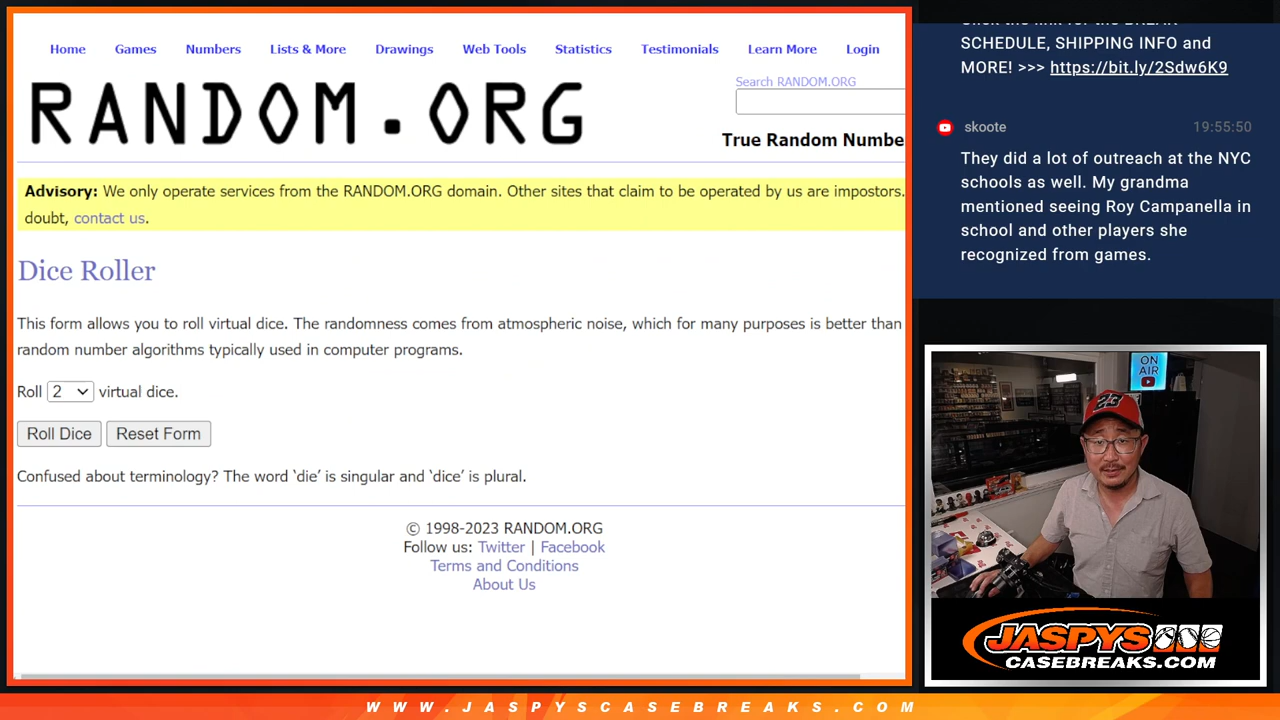 Home Games Numbers Lists & More Drawings Web Tools Statistics Testimonials Learn More Login
RANDOM.ORG
Search RANDOM.ORG
True Random Numbe
Advisory: We only operate services from the RANDOM.ORG domain. Other sites that claim to be operated by us are impostors.
doubt, contact us.
Dice Roller
This form allows you to roll virtual dice. The randomness comes from atmospheric noise, which for many purposes is better than
random number algorithms typically used in computer programs.
Roll 2 virtual dice.
Roll Dice Reset Form
Confused about terminology? The word ‘die’ is singular and ‘dice’ is plural.
© 1998-2023 RANDOM.ORG
Follow us: Twitter | Facebook
Terms and Conditions
About Us
SCHEDULE, SHIPPING INFO and
MORE! >>> https://bit.ly/2Sdw6K9
skoote 19:55:50
They did a lot of outreach at the NYC
schools as well. My grandma
mentioned seeing Roy Campanella in
school and other players she
recognized from games.
ON
AIR
23
JASPYS
CASEBREAKS.COM
WWW.JASPYSCASEBREAKS.COM